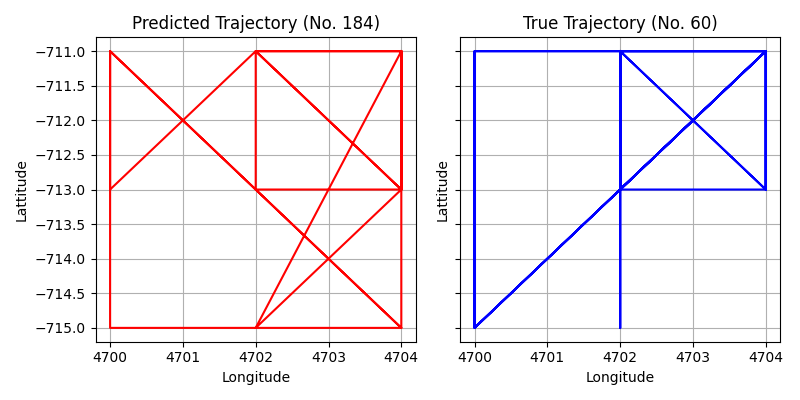 Predicted Trajectory (No. 184)
True Trajectory (No. 60)
Lattitude
−711.0
−711.5
−712.0
−712.5
−713.0
−713.5
−714.0
−714.5
−715.0
4700 4701 4702 4703 4704
Longitude
Lattitude
4700 4701 4702 4703 4704
Longitude